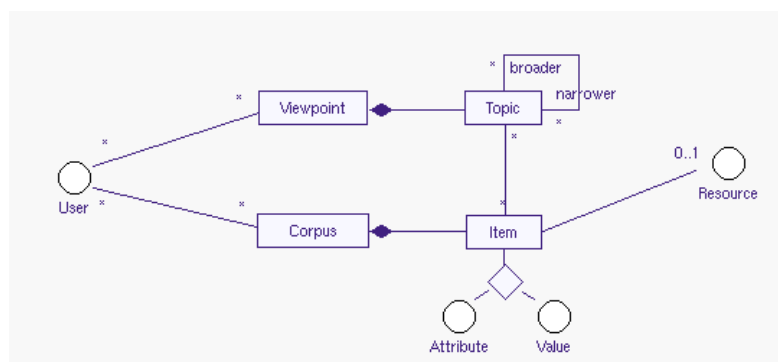 * broader
narrower
*
Viewpoint
*
Topic
*
*
User
*
*
Corpus
*
Item
0..1
Resource
Attribute
Value